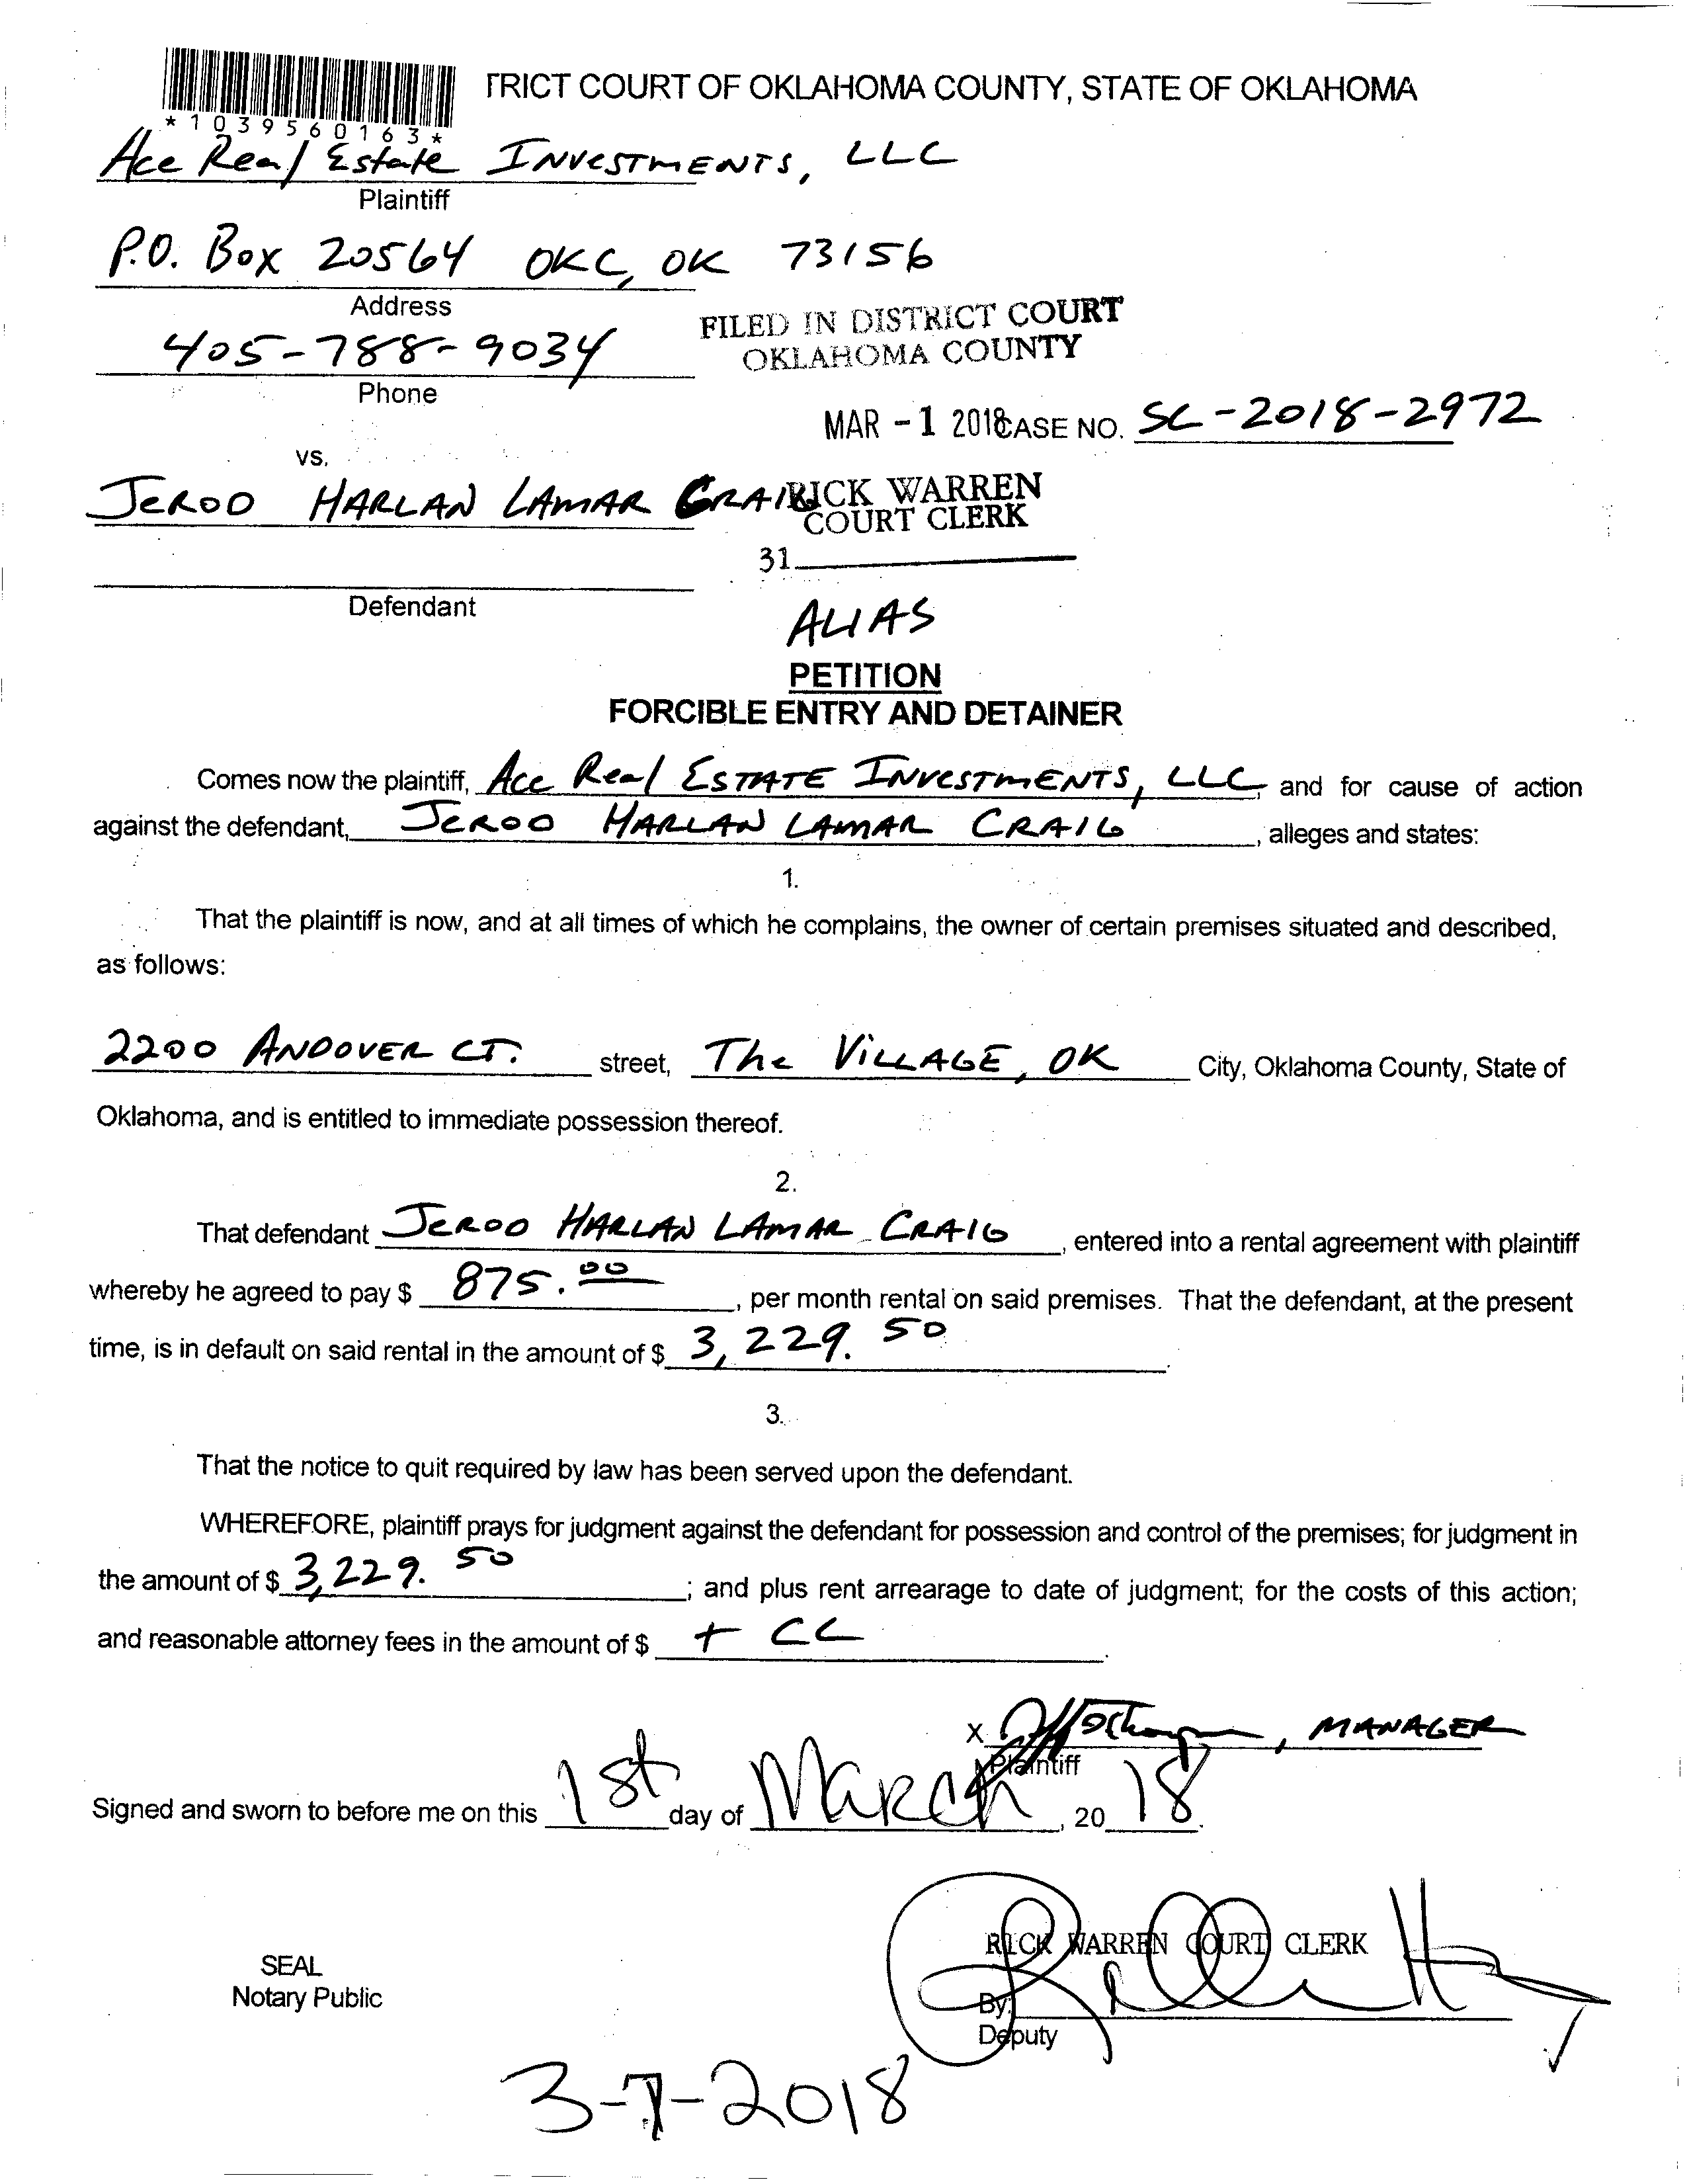 TRICT COURT OF OKLAHOMA COUNTY, STATE OF OKLAHOMA
*1039560163*
Ace Real Estate Investments, LLC
Plaintiff
P.O. Box 20564 OKC, OK 73156
Address
405-788-9034
Phone
FILED IN DISTRICT COURT
OKLAHOMA COUNTY
MAR - 1 2018
CASE NO. SC-2018-2972
vs.
JEROD HARLAN LAMAR CRAIG
RICK WARREN
COURT CLERK
31
Defendant
ALIAS
PETITION
FORCIBLE ENTRY AND DETAINER
Comes now the plaintiff, Ace Real ESTATE INVESTMENTS, LLC, and for cause of action
against the defendant, JEROD HARLAN LAMAR CRAIG, alleges and states:
1.
That the plaintiff is now, and at all times of which he complains, the owner of certain premises situated and described,
as follows:
2200 ANDOVER CT. street, The VILLAGE, OK City, Oklahoma County, State of
Oklahoma, and is entitled to immediate possession thereof.
2.
That defendant JEROD HARLAN LAMAR CRAIG, entered into a rental agreement with plaintiff
whereby he agreed to pay $ 875.00, per month rental on said premises. That the defendant, at the present
time, is in default on said rental in the amount of $ 3,229.50.
3.
That the notice to quit required by law has been served upon the defendant.
WHEREFORE, plaintiff prays for judgment against the defendant for possession and control of the premises; for judgment in
the amount of $ 3,229.50; and plus rent arrearage to date of judgment; for the costs of this action;
and reasonable attorney fees in the amount of $ + CC.
X , MANAGER
Plaintiff
Signed and sworn to before me on this 1st day of March, 2018.
RICK WARREN COURT CLERK
SEAL
Notary Public
By:
Deputy
3-7-2018